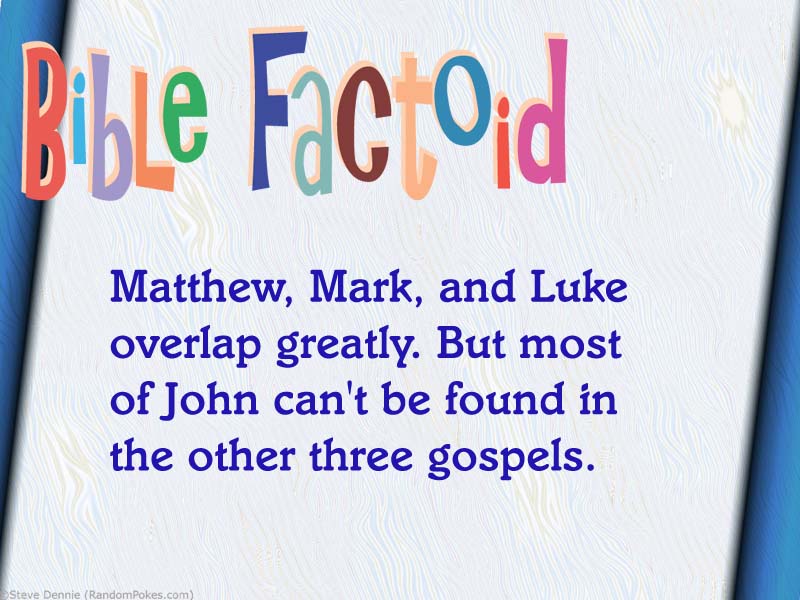 Bible Factoid
Matthew, Mark, and Luke
overlap greatly. But most
of John can't be found in
the other three gospels.
©Steve Dennie (RandomPokes.com)